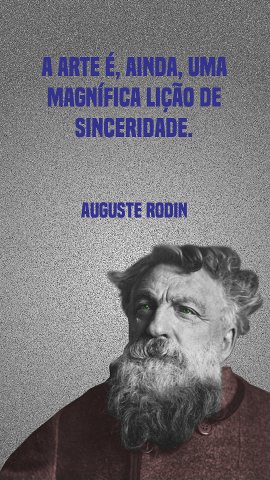 A ARTE É, AINDA, UMA
MAGNÍFICA LIÇÃO DE
SINCERIDADE.
AUGUSTE RODIN